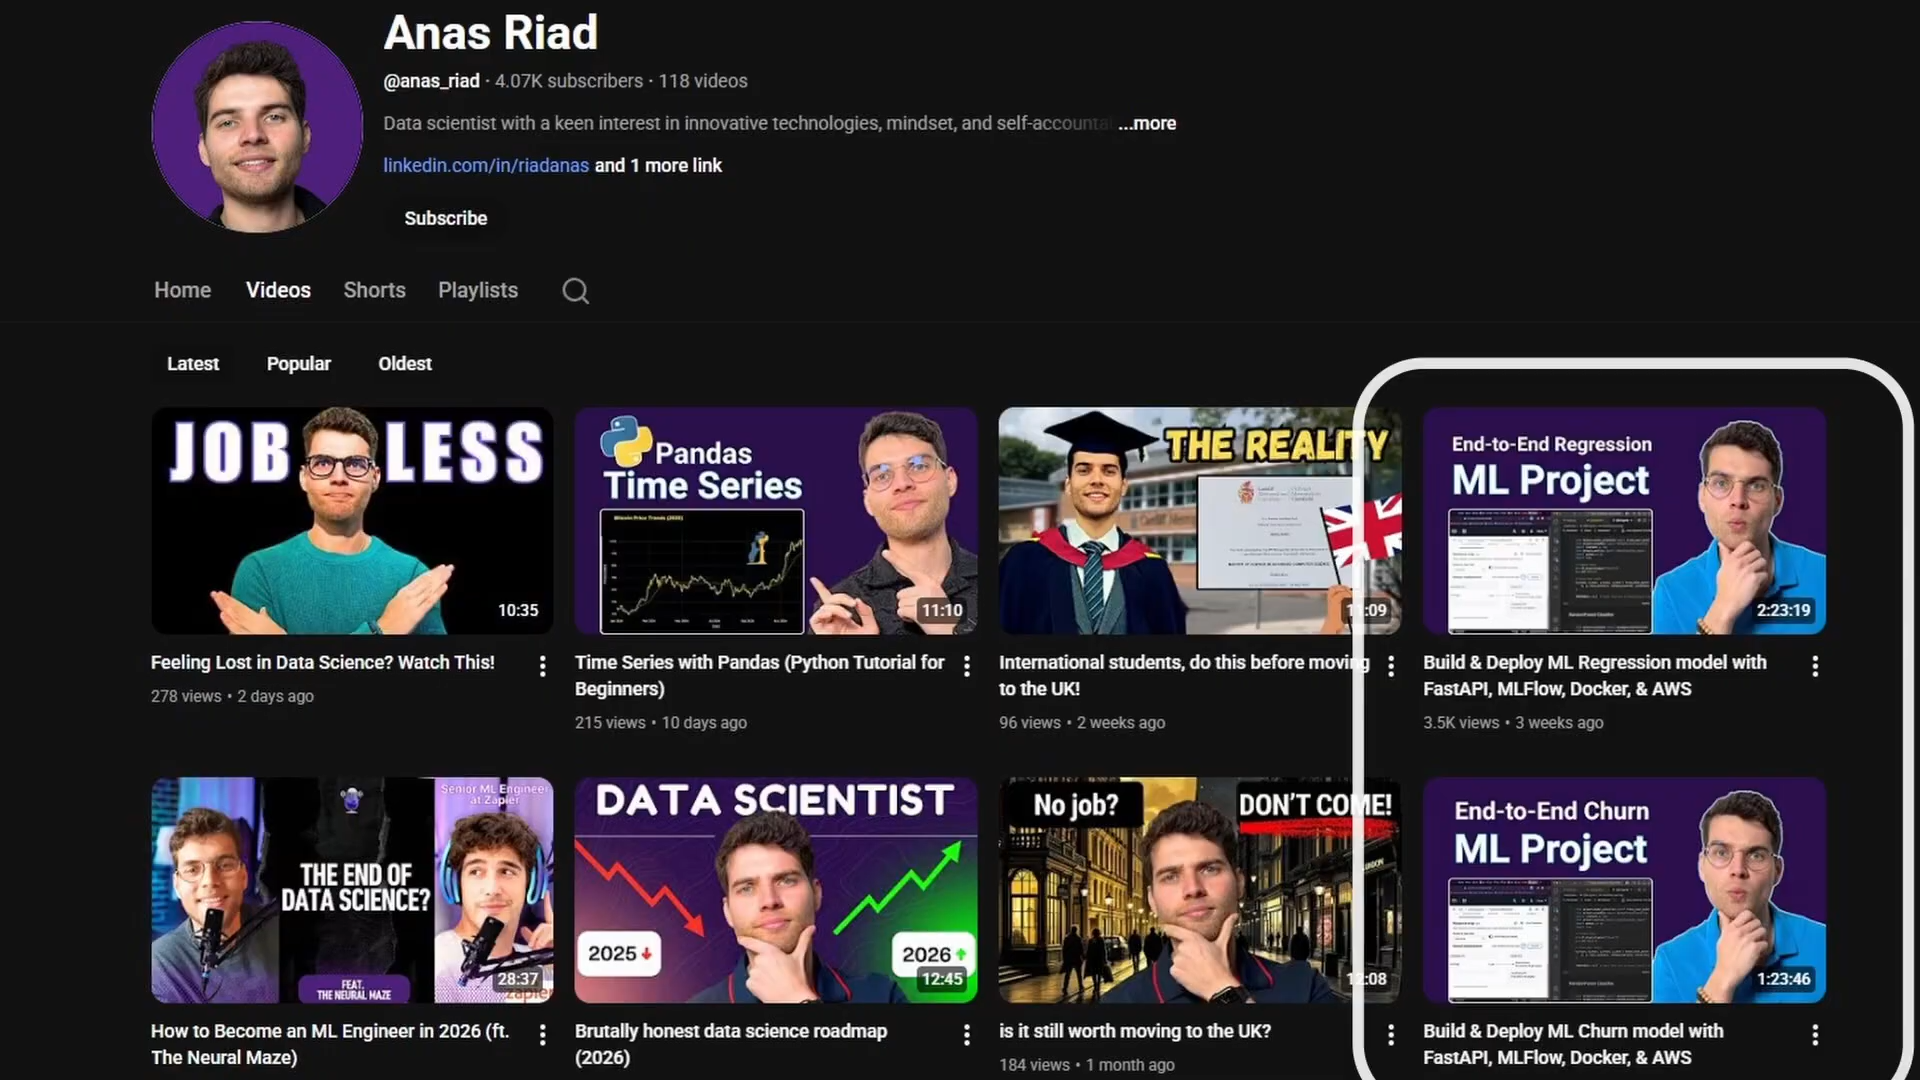 Anas Riad
@anas_riad · 4.07K subscribers · 118 videos
Data scientist with a keen interest in innovative technologies, mindset, and self-accounta ...more
linkedin.com/in/riadanas and 1 more link
Subscribe
Home Videos Shorts Playlists
Latest Popular Oldest
JOB LESS
10:35
Pandas
Time Series
Bitcoin Price Trends (2020)
11:10
THE REALITY
:09
End-to-End Regression
ML Project
2:23:19
Feeling Lost in Data Science? Watch This!
278 views • 2 days ago
Time Series with Pandas (Python Tutorial for
Beginners)
215 views • 10 days ago
International students, do this before moving
to the UK!
96 views • 2 weeks ago
Build & Deploy ML Regression model with
FastAPI, MLFlow, Docker, & AWS
3.5K views • 3 weeks ago
Senior ML Engineer
at Zapier
THE END OF
DATA SCIENCE?
FEAT.
THE NEURAL MAZE
28:37
zapier
DATA SCIENTIST
2025
2026
12:45
No job?
DON'T COME!
12:08
End-to-End Churn
ML Project
1:23:46
How to Become an ML Engineer in 2026 (ft.
The Neural Maze)
Brutally honest data science roadmap
(2026)
is it still worth moving to the UK?
184 views • 1 month ago
Build & Deploy ML Churn model with
FastAPI, MLFlow, Docker, & AWS